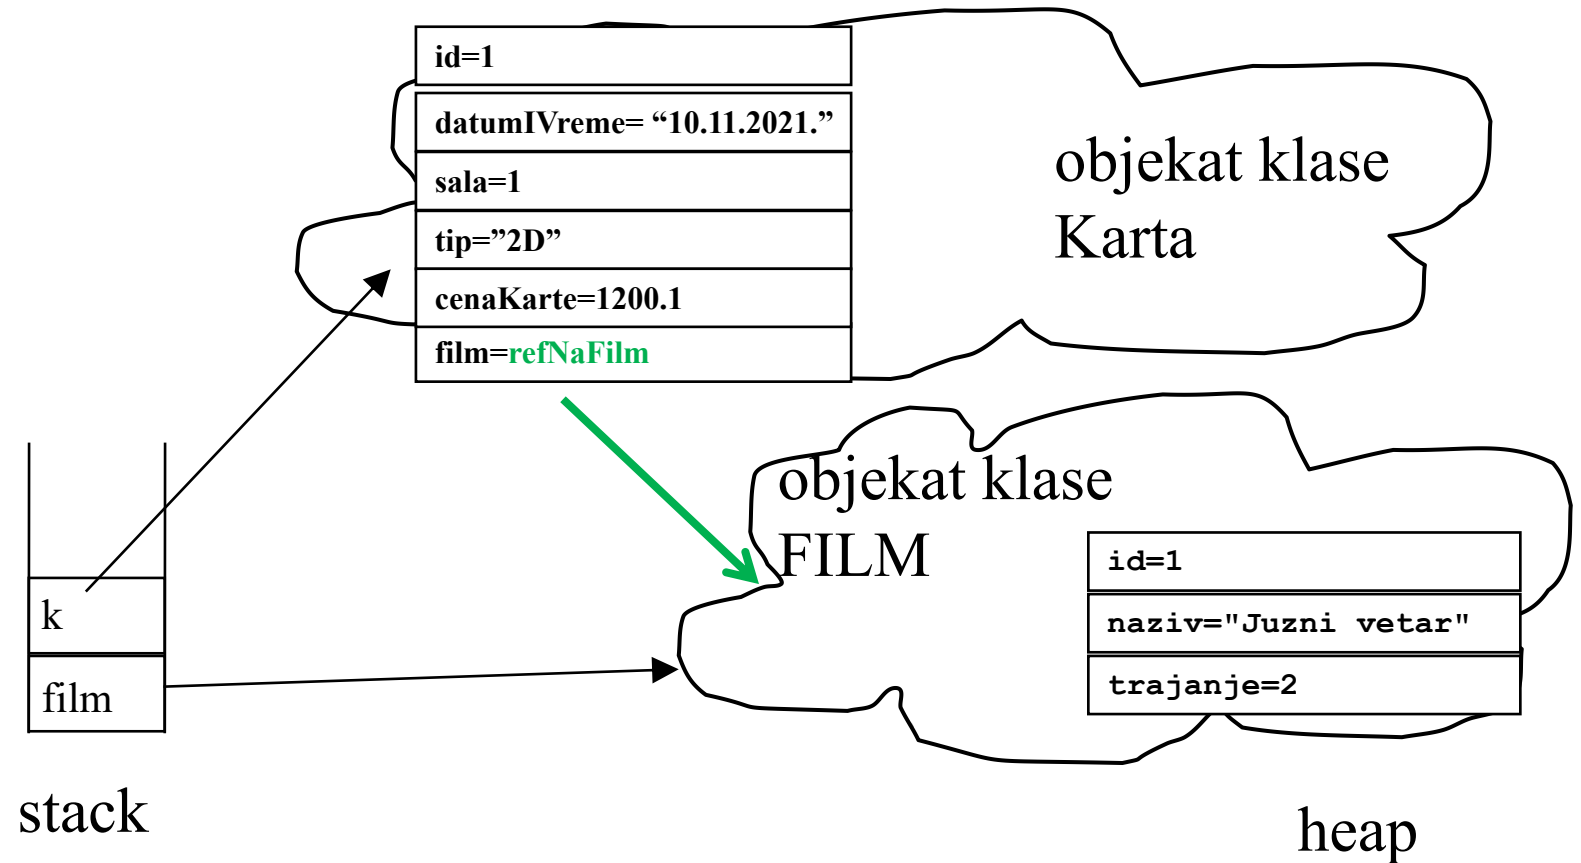 id=1
datumIVreme= “10.11.2021.”
sala=1
tip=”2D”
cenaKarte=1200.1
film=refNaFilm
objekat klase
Karta
objekat klase
FILM
id=1
naziv="Juzni vetar"
trajanje=2
k
film
stack
heap